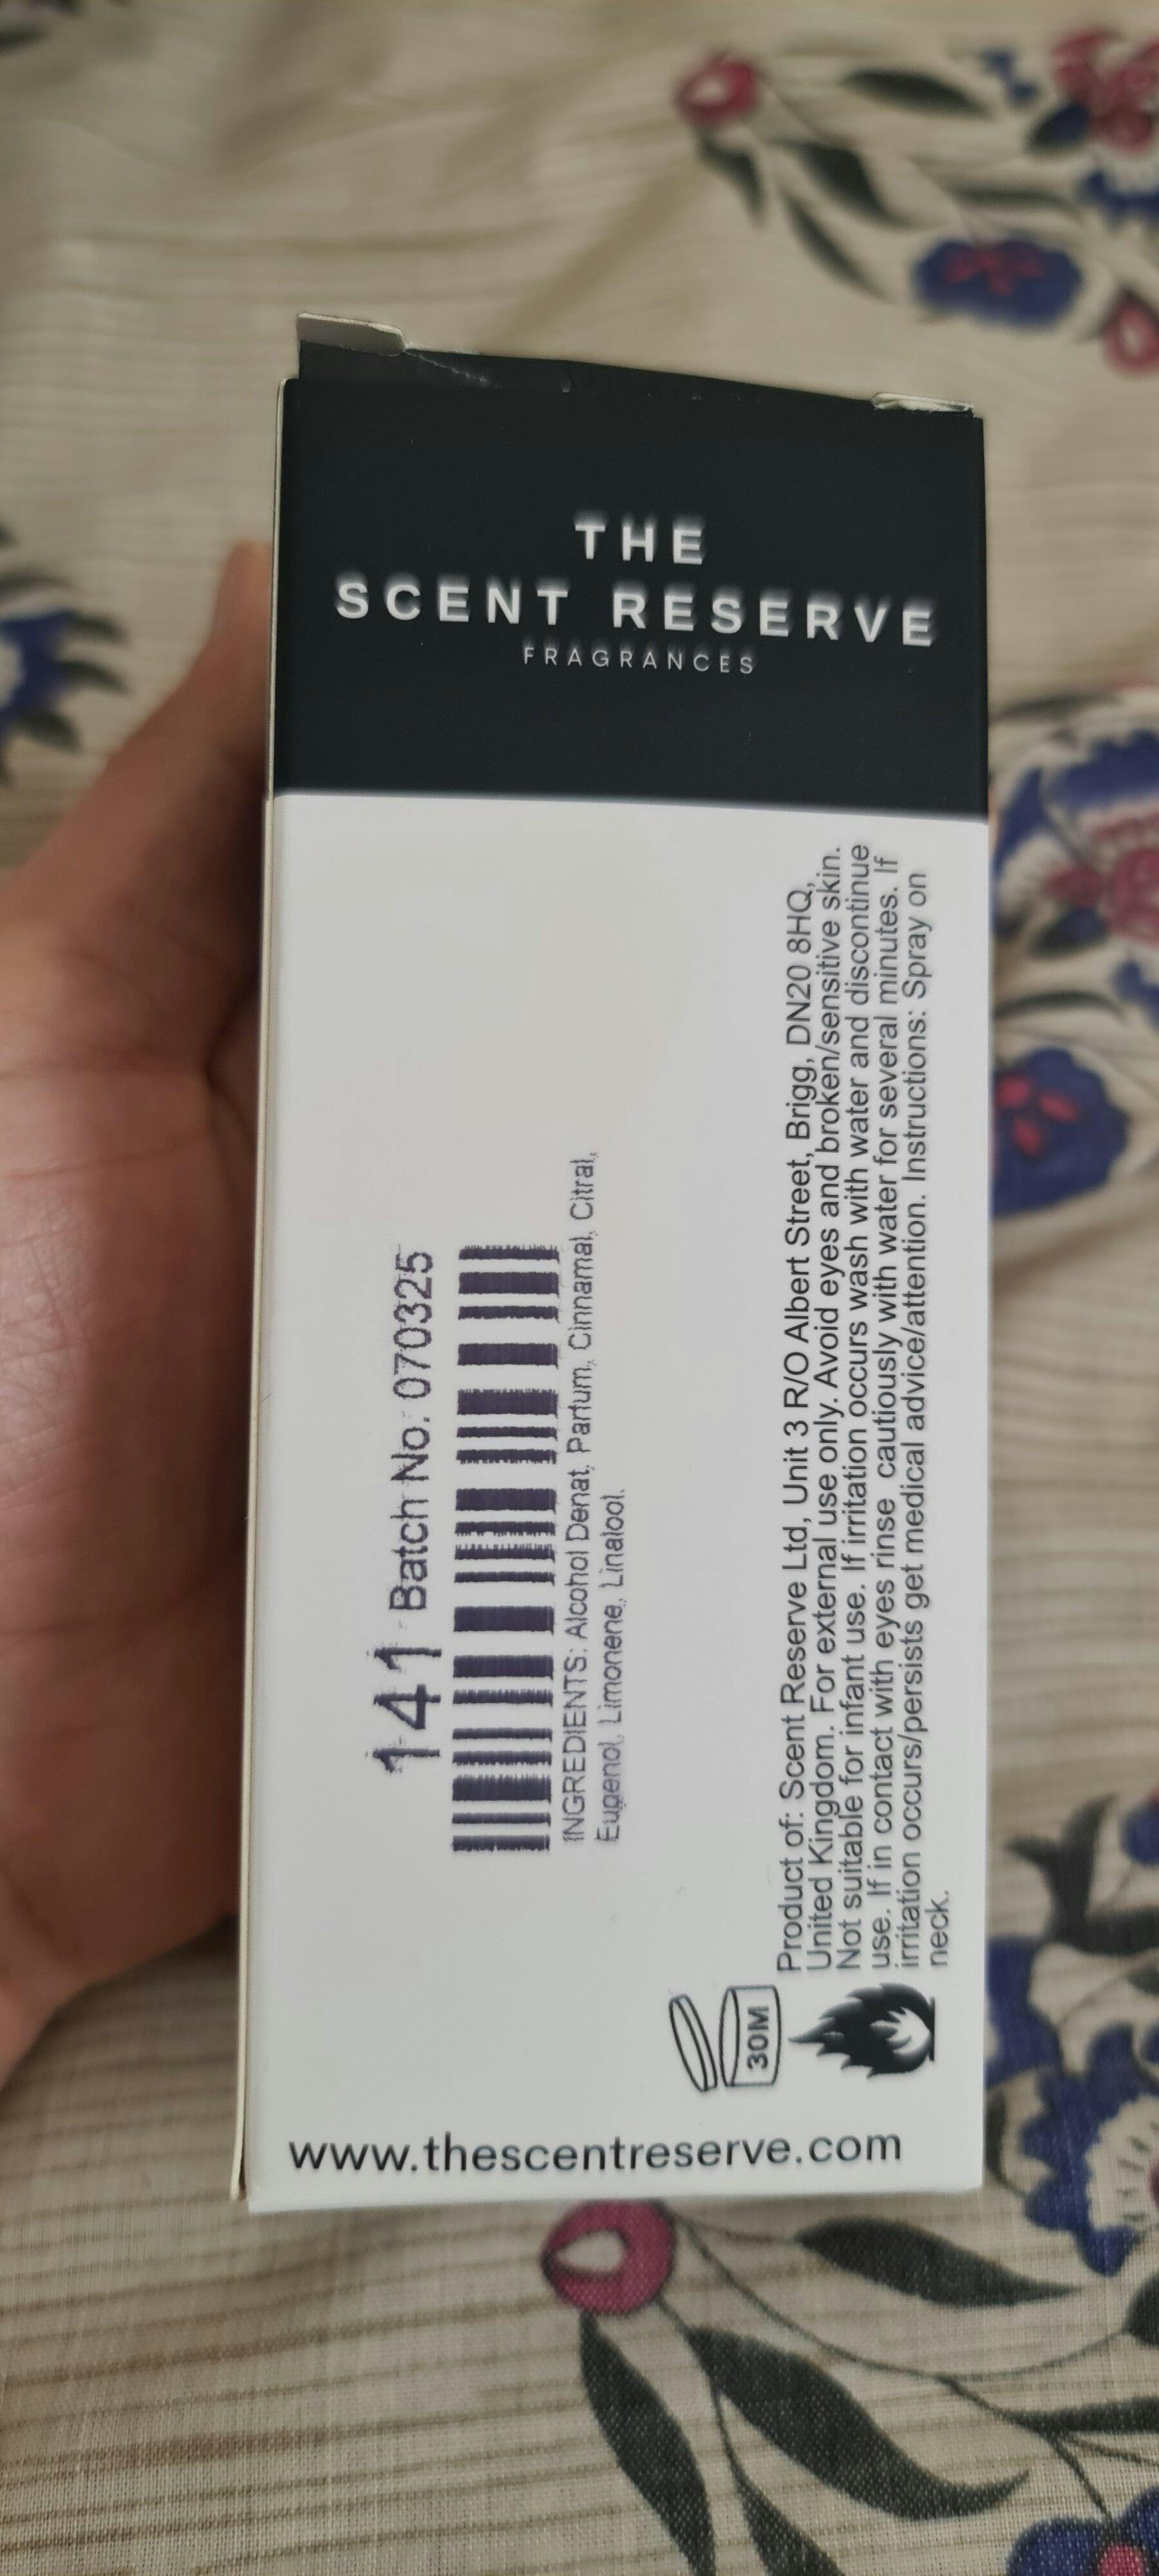 THE
SCENT RESERVE
FRAGRANCES
141 Batch No. 070325
INGREDIENTS: Alcohol Denat, Parfum, Cinnamal, Citral,
Eugenol, Limonene, Linalool.
Product of: Scent Reserve Ltd, Unit 3 R/O Albert Street, Brigg, DN20 8HQ,
United Kingdom. For external use only. Avoid eyes and broken/sensitive skin.
Not suitable for infant use. If irritation occurs wash with water and discontinue
use. If in contact with eyes rinse cautiously with water for several minutes. If
irritation occurs/persists get medical advice/attention. Instructions: Spray on
neck.
30M
www.thescentreserve.com